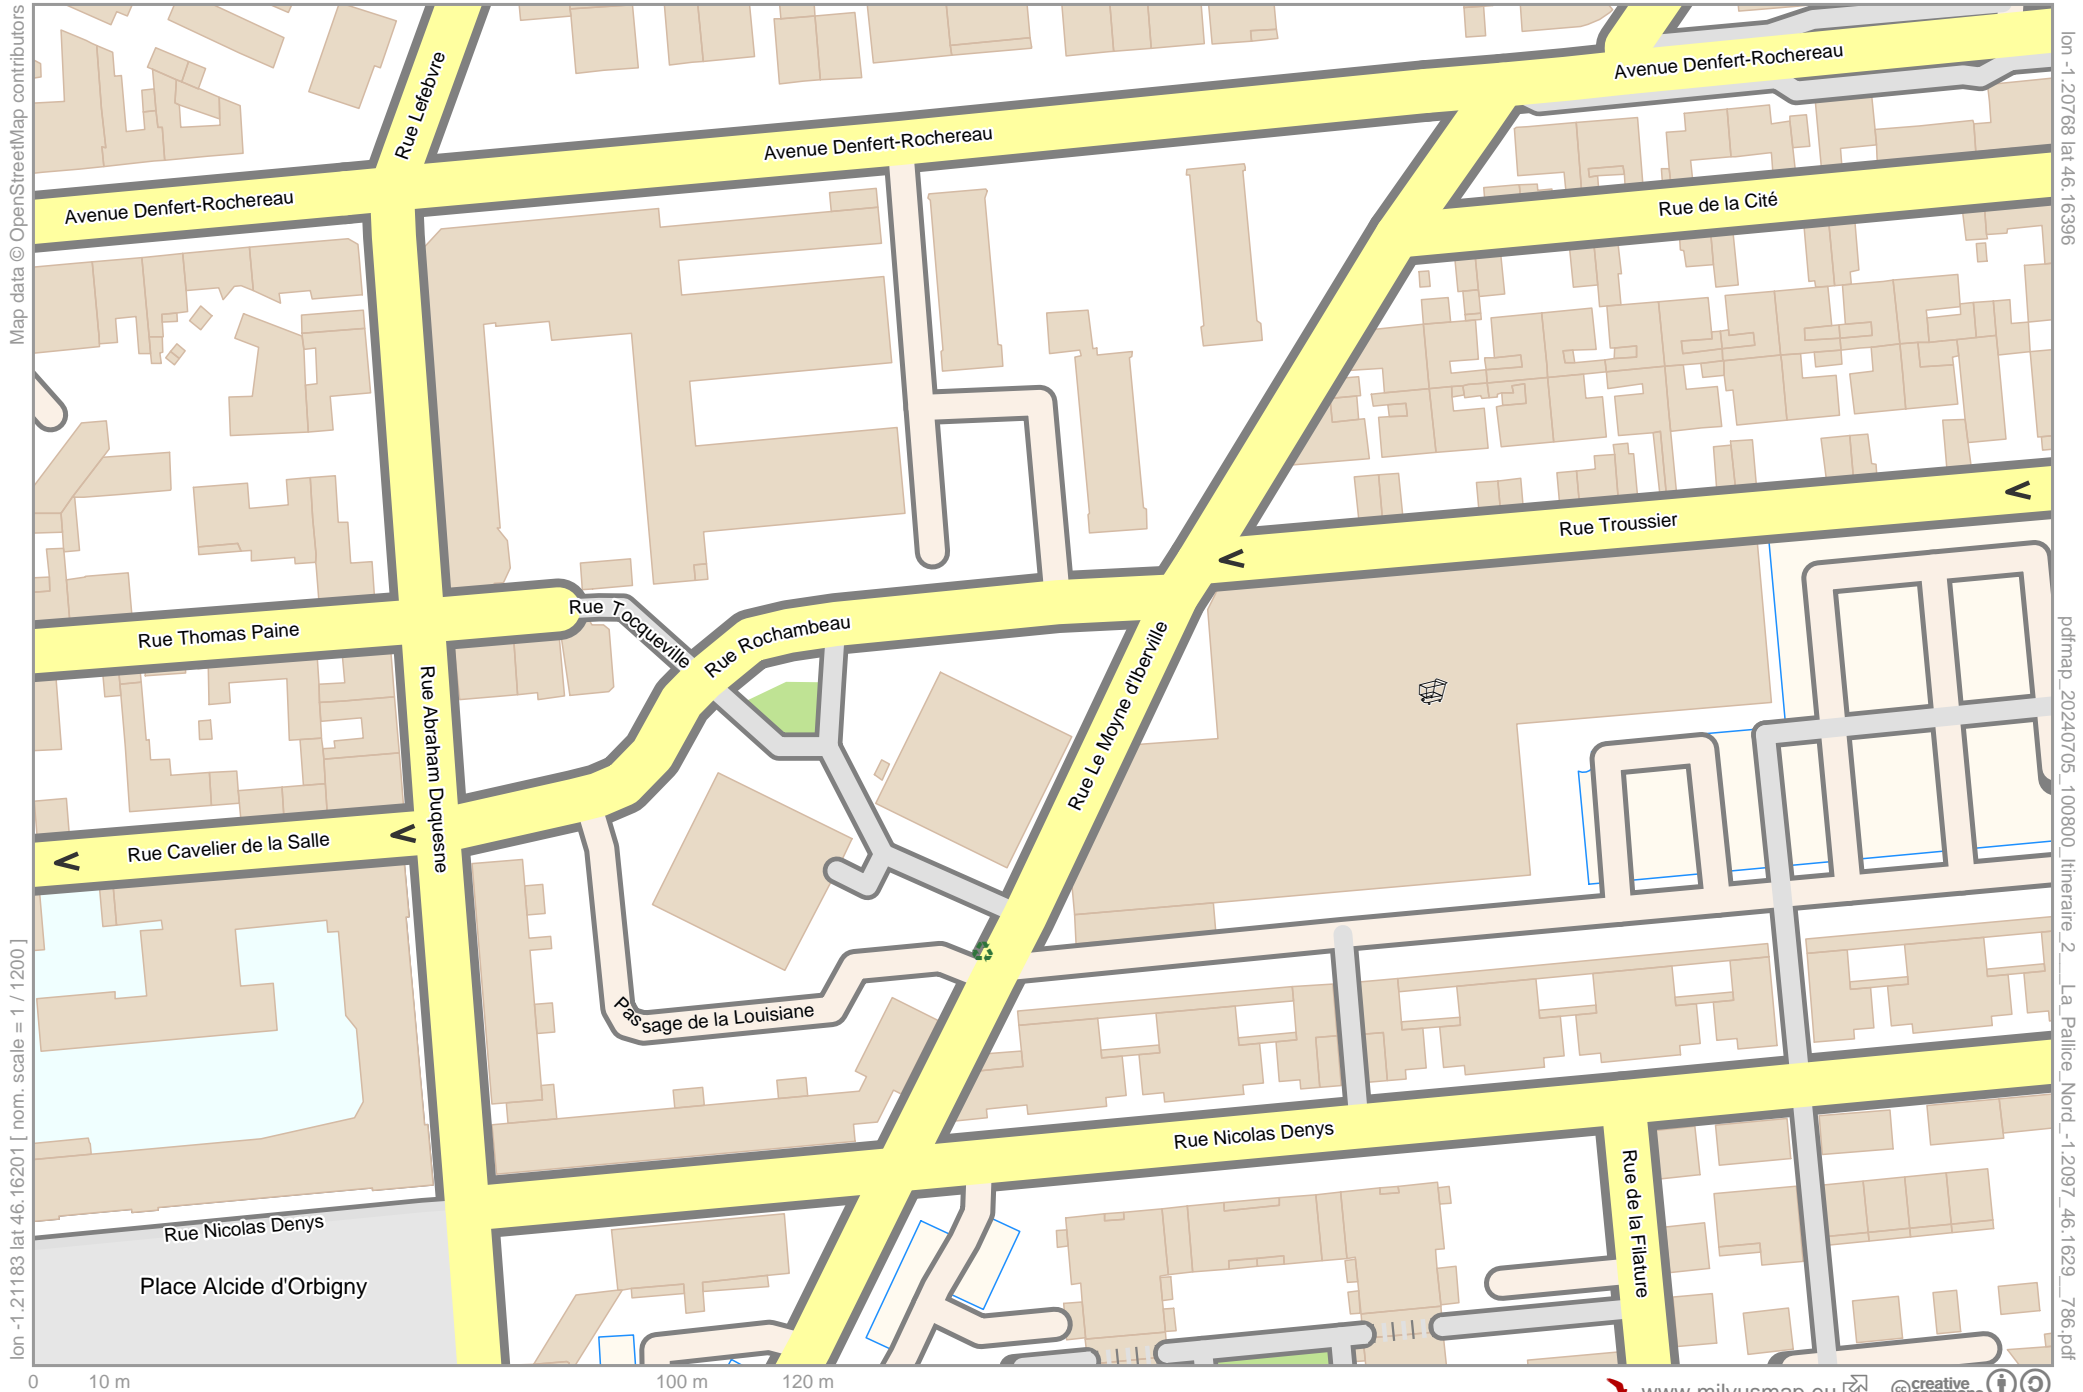 Map data © OpenStreetMap contributors
lon -1.21183 lat 46.16201 [ nom. scale = 1 / 1200 ]
lon -1.20768 lat 46.16396
pdfmap_20240705_100800_Itineraire_2___La_Pallice_Nord_-1.2097_46.1629__786.pdf
Rue Lefebvre
Avenue Denfert-Rochereau
Avenue Denfert-Rochereau
Avenue Denfert-Rochereau
Rue de la Cité
Rue Troussier
Rue Tocqueville
Rue Thomas Paine
Rue Rochambeau
Rue Abraham Duquesne
Rue Le Moyne d'Iberville
Rue Cavelier de la Salle
Passage de la Louisiane
Rue Nicolas Denys
Rue Nicolas Denys
Rue de la Filature
Place Alcide d'Orbigny
0 10 m 100 m 120 m
www.milvusmap.eu
creative commons